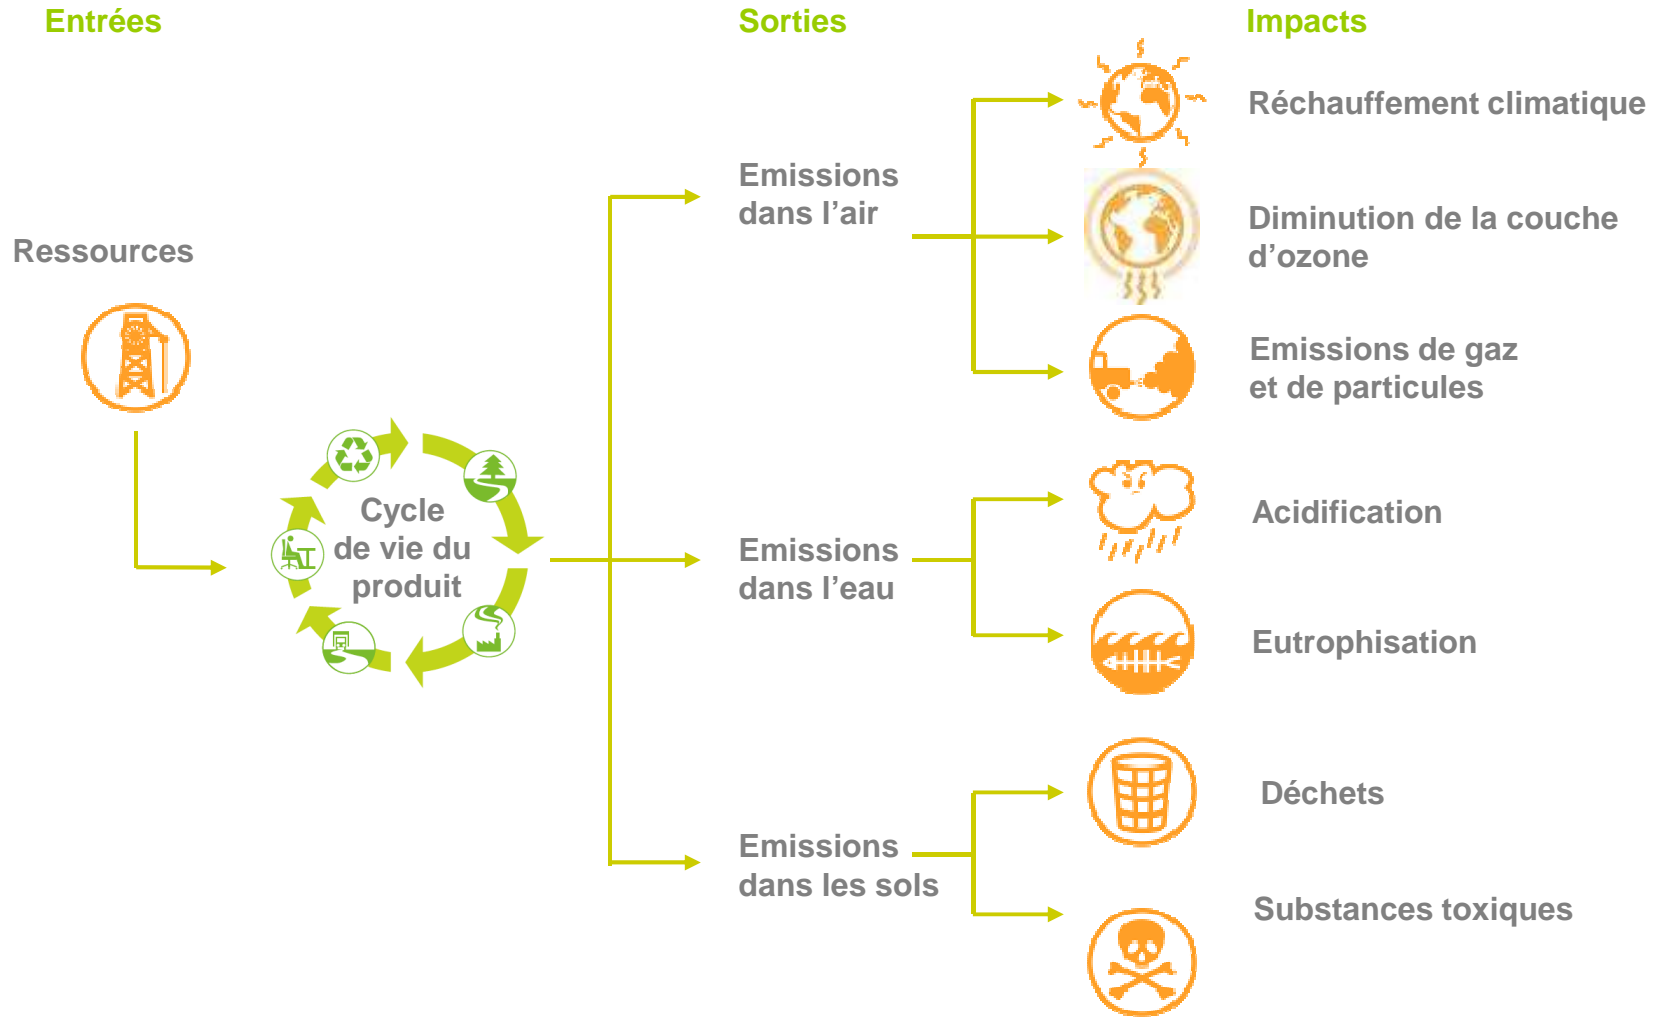 Entrées
Sorties
Impacts
Ressources
Cycle
de vie du
produit
Emissions
dans l’air
Réchauffement climatique
Diminution de la couche
d’ozone
Emissions de gaz
et de particules
Emissions
dans l’eau
Acidification
Eutrophisation
Emissions
dans les sols
Déchets
Substances toxiques